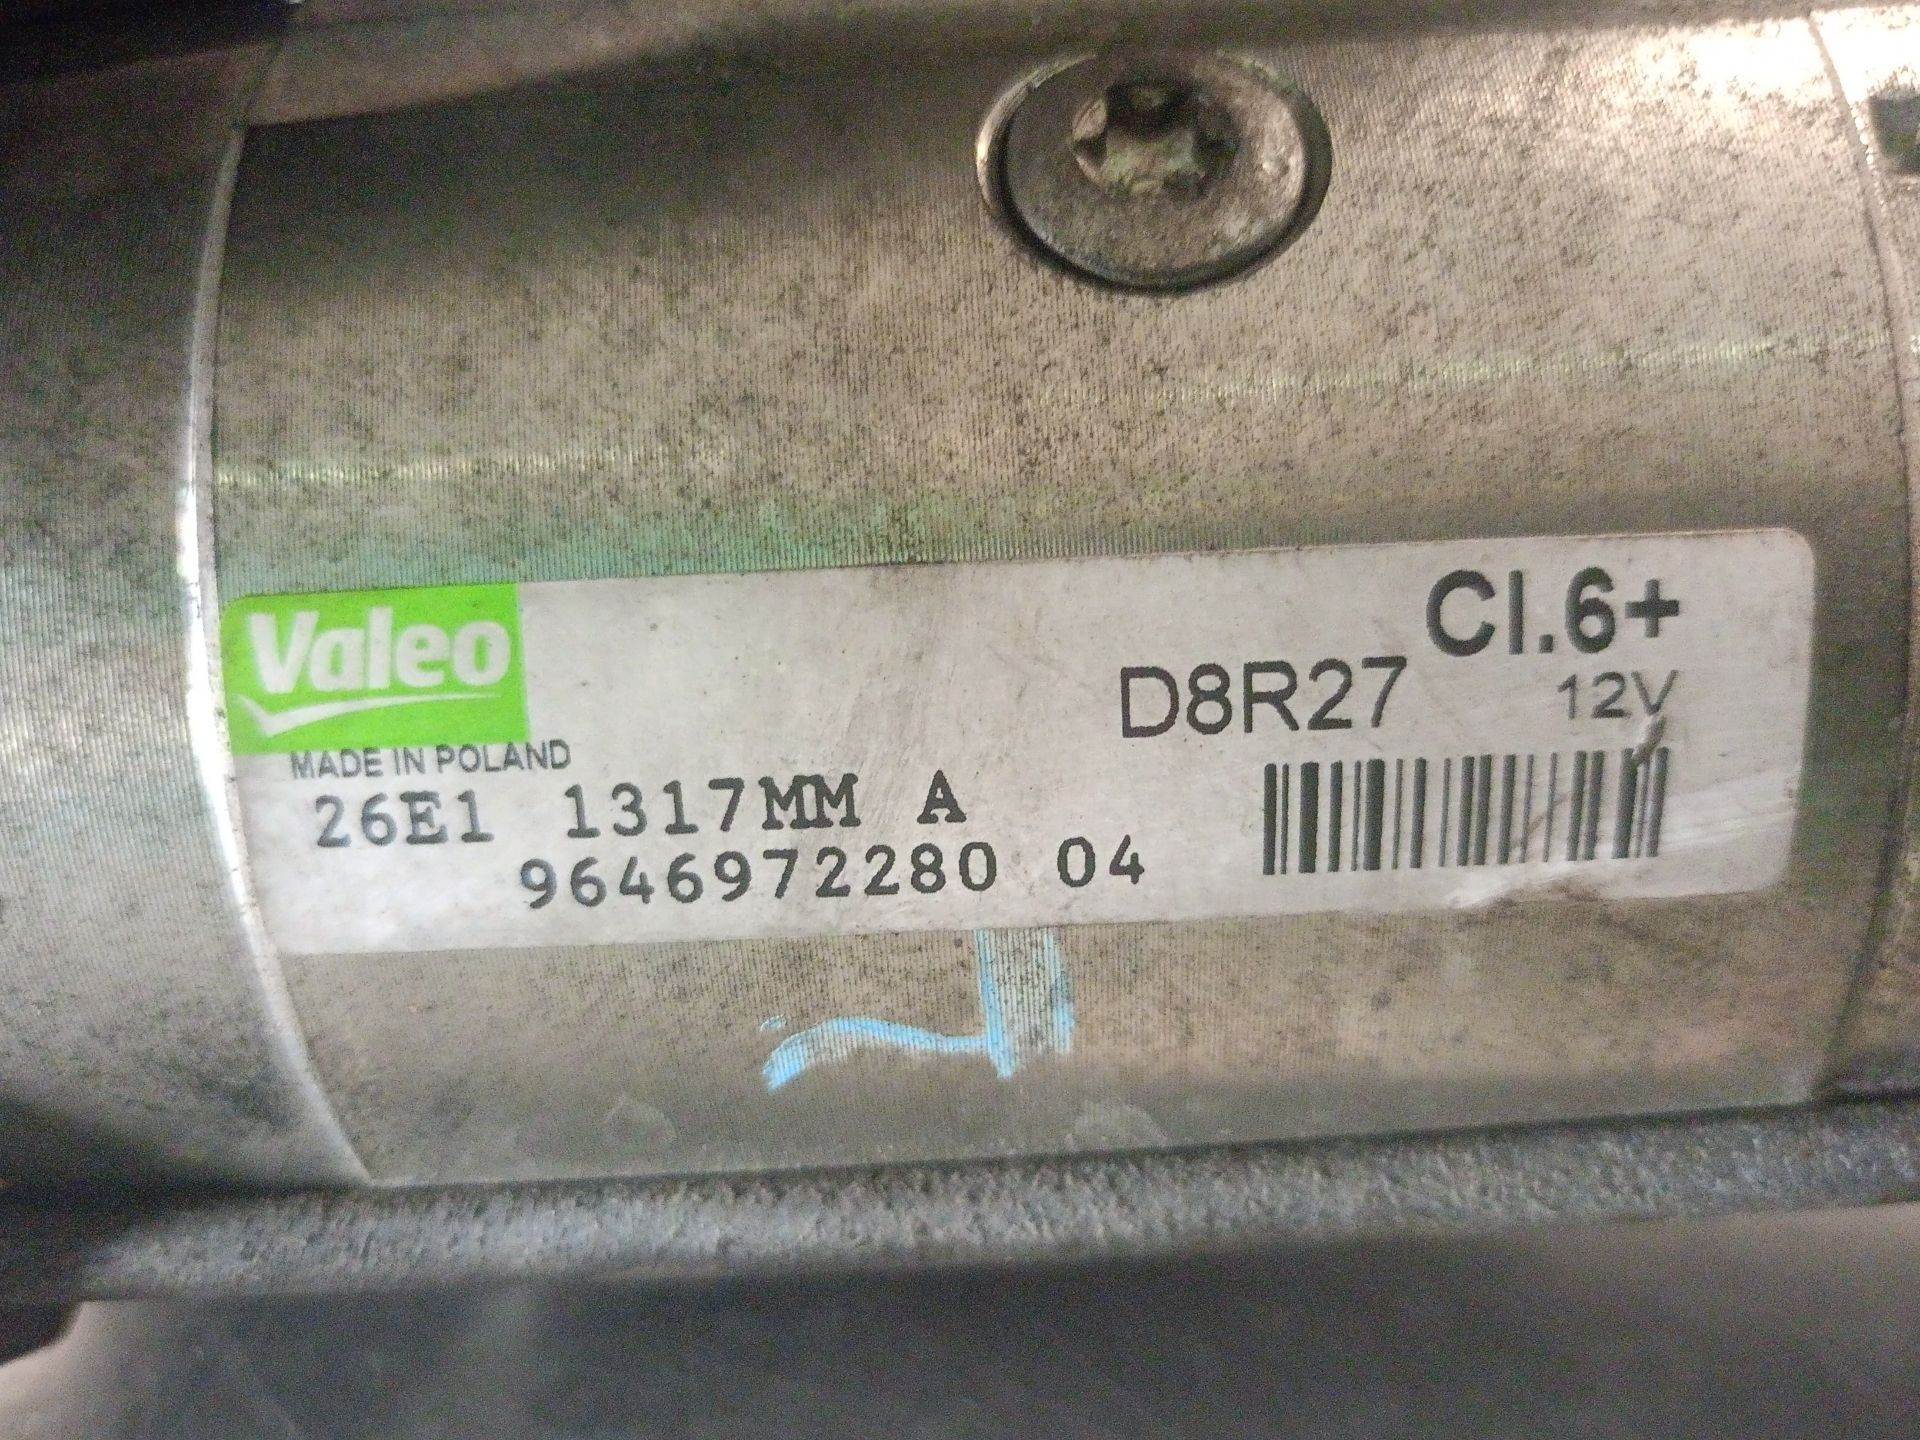 Valeo
Cl.6+
D8R27 12V
MADE IN POLAND
26E1 1317MM A
9646972280 04